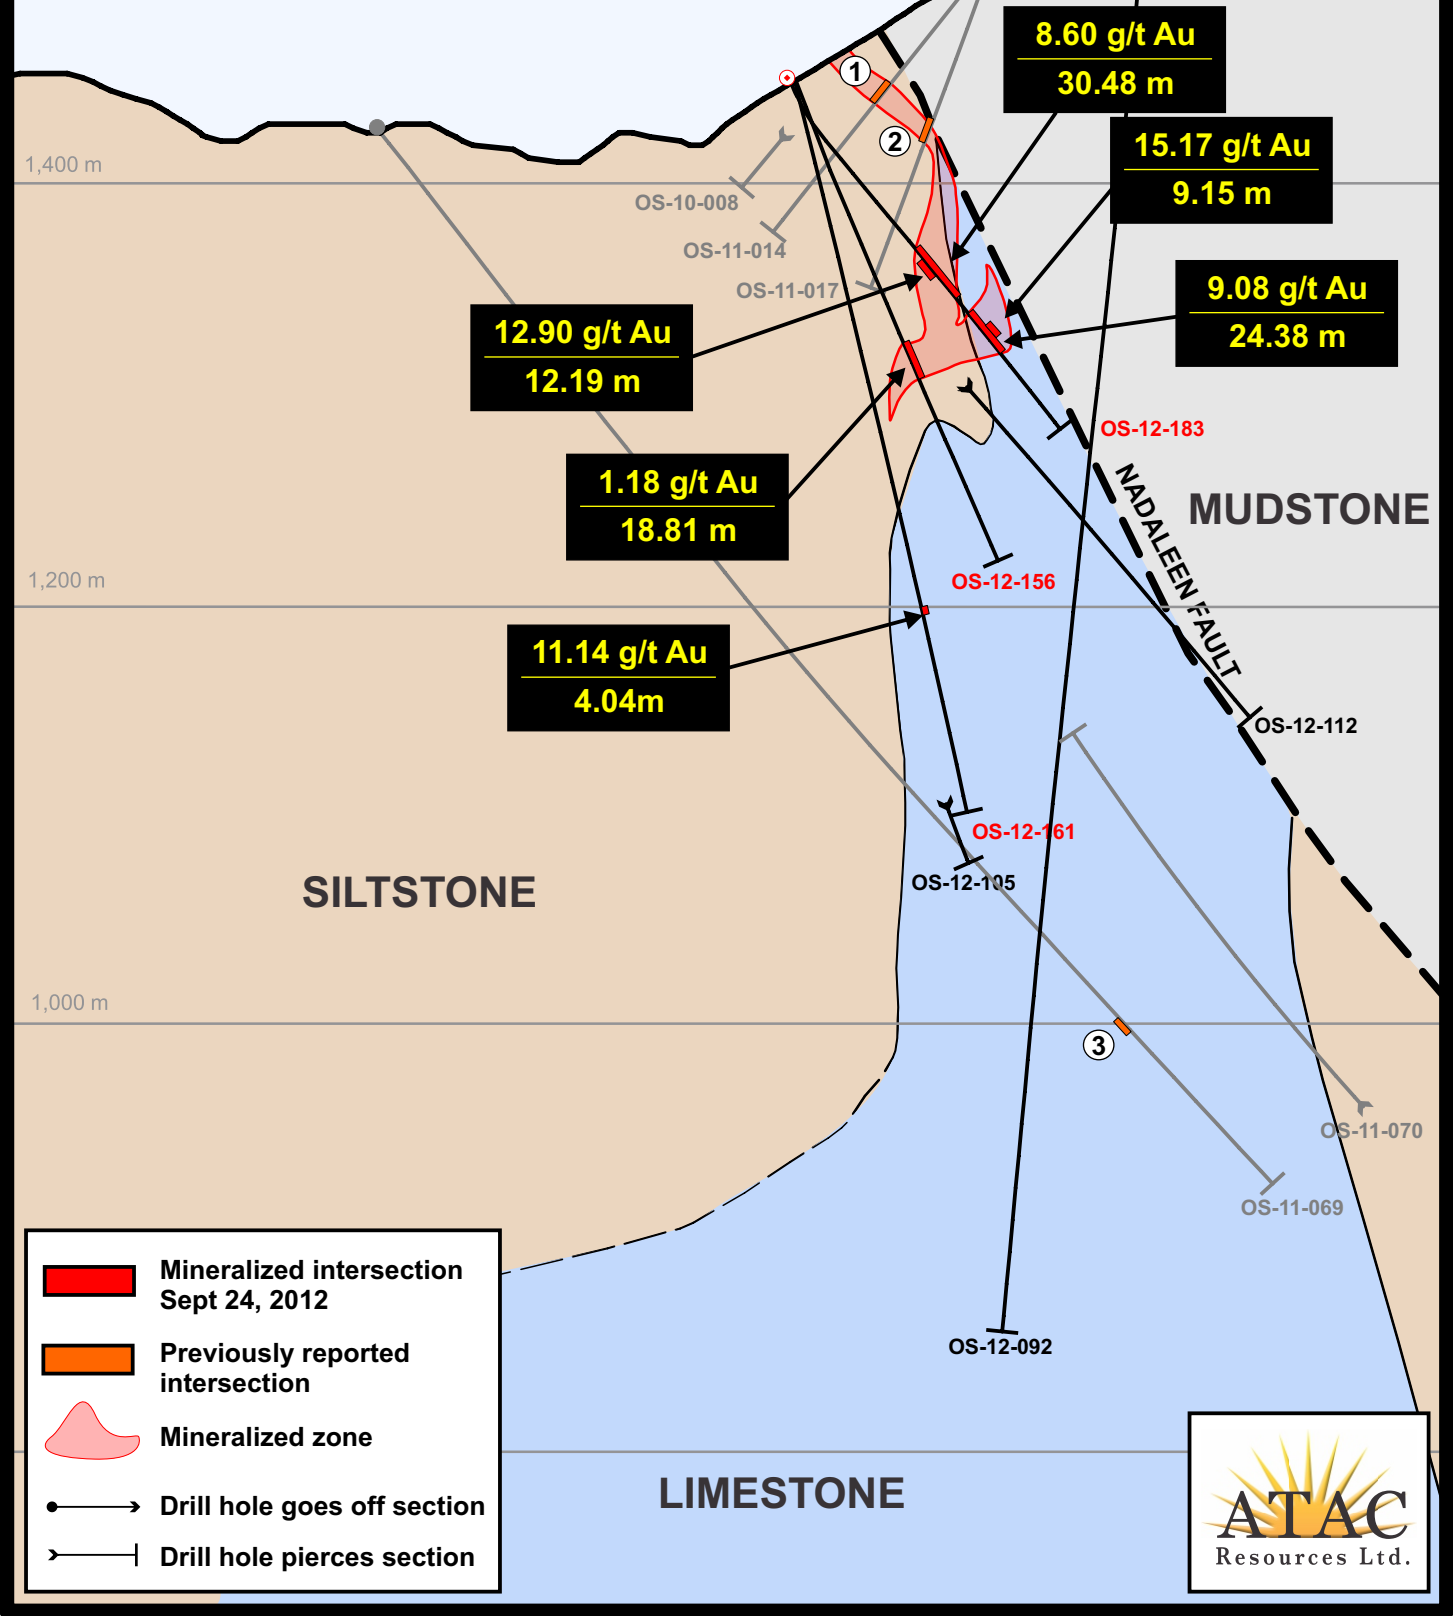 8.60 g/t Au
30.48 m
1
2
15.17 g/t Au
9.15 m
1,400 m
OS-10-008
OS-11-014
OS-11-017
9.08 g/t Au
24.38 m
12.90 g/t Au
12.19 m
OS-12-183
1.18 g/t Au
18.81 m
MUDSTONE
NADALEEN FAULT
1,200 m
OS-12-156
11.14 g/t Au
4.04m
OS-12-112
OS-12-161
OS-12-105
SILTSTONE
1,000 m
3
OS-11-070
OS-11-069
OS-12-092
Mineralized intersection
Sept 24, 2012
Previously reported
intersection
Mineralized zone
Drill hole goes off section
Drill hole pierces section
LIMESTONE
ATAC
Resources Ltd.